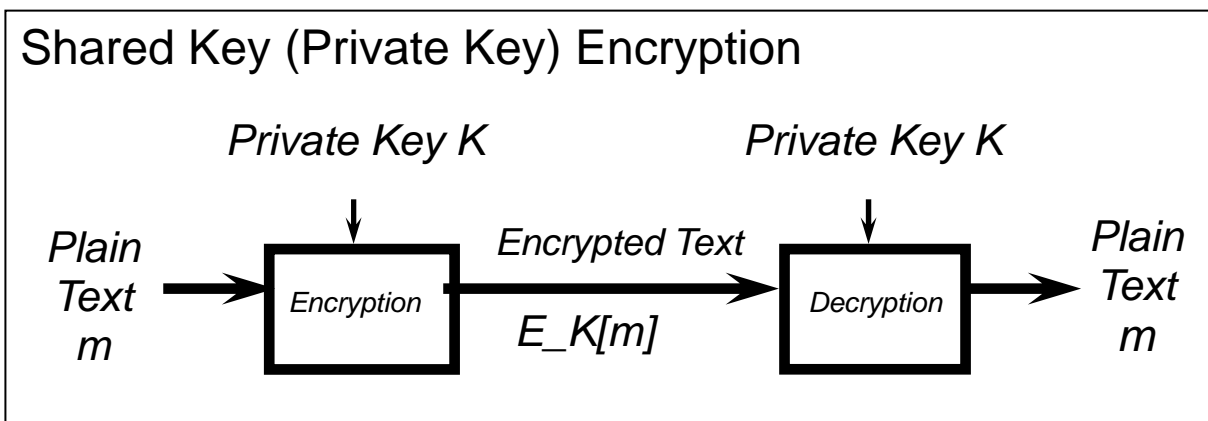 Shared Key (Private Key) Encryption
Private Key K
Private Key K
Plain
Text
m
Encryption
Encrypted Text
E_K[m]
Decryption
Plain
Text
m